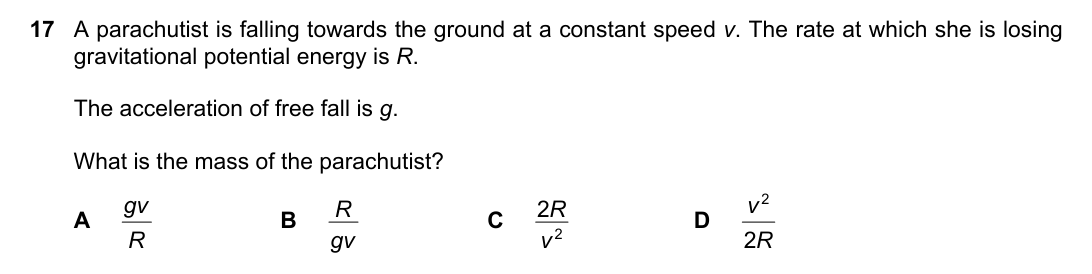 17 A parachutist is falling towards the ground at a constant speed v. The rate at which she is losing
gravitational potential energy is R.
The acceleration of free fall is g.
What is the mass of the parachutist?
A gv/R B R/gv C 2R/v² D v²/2R